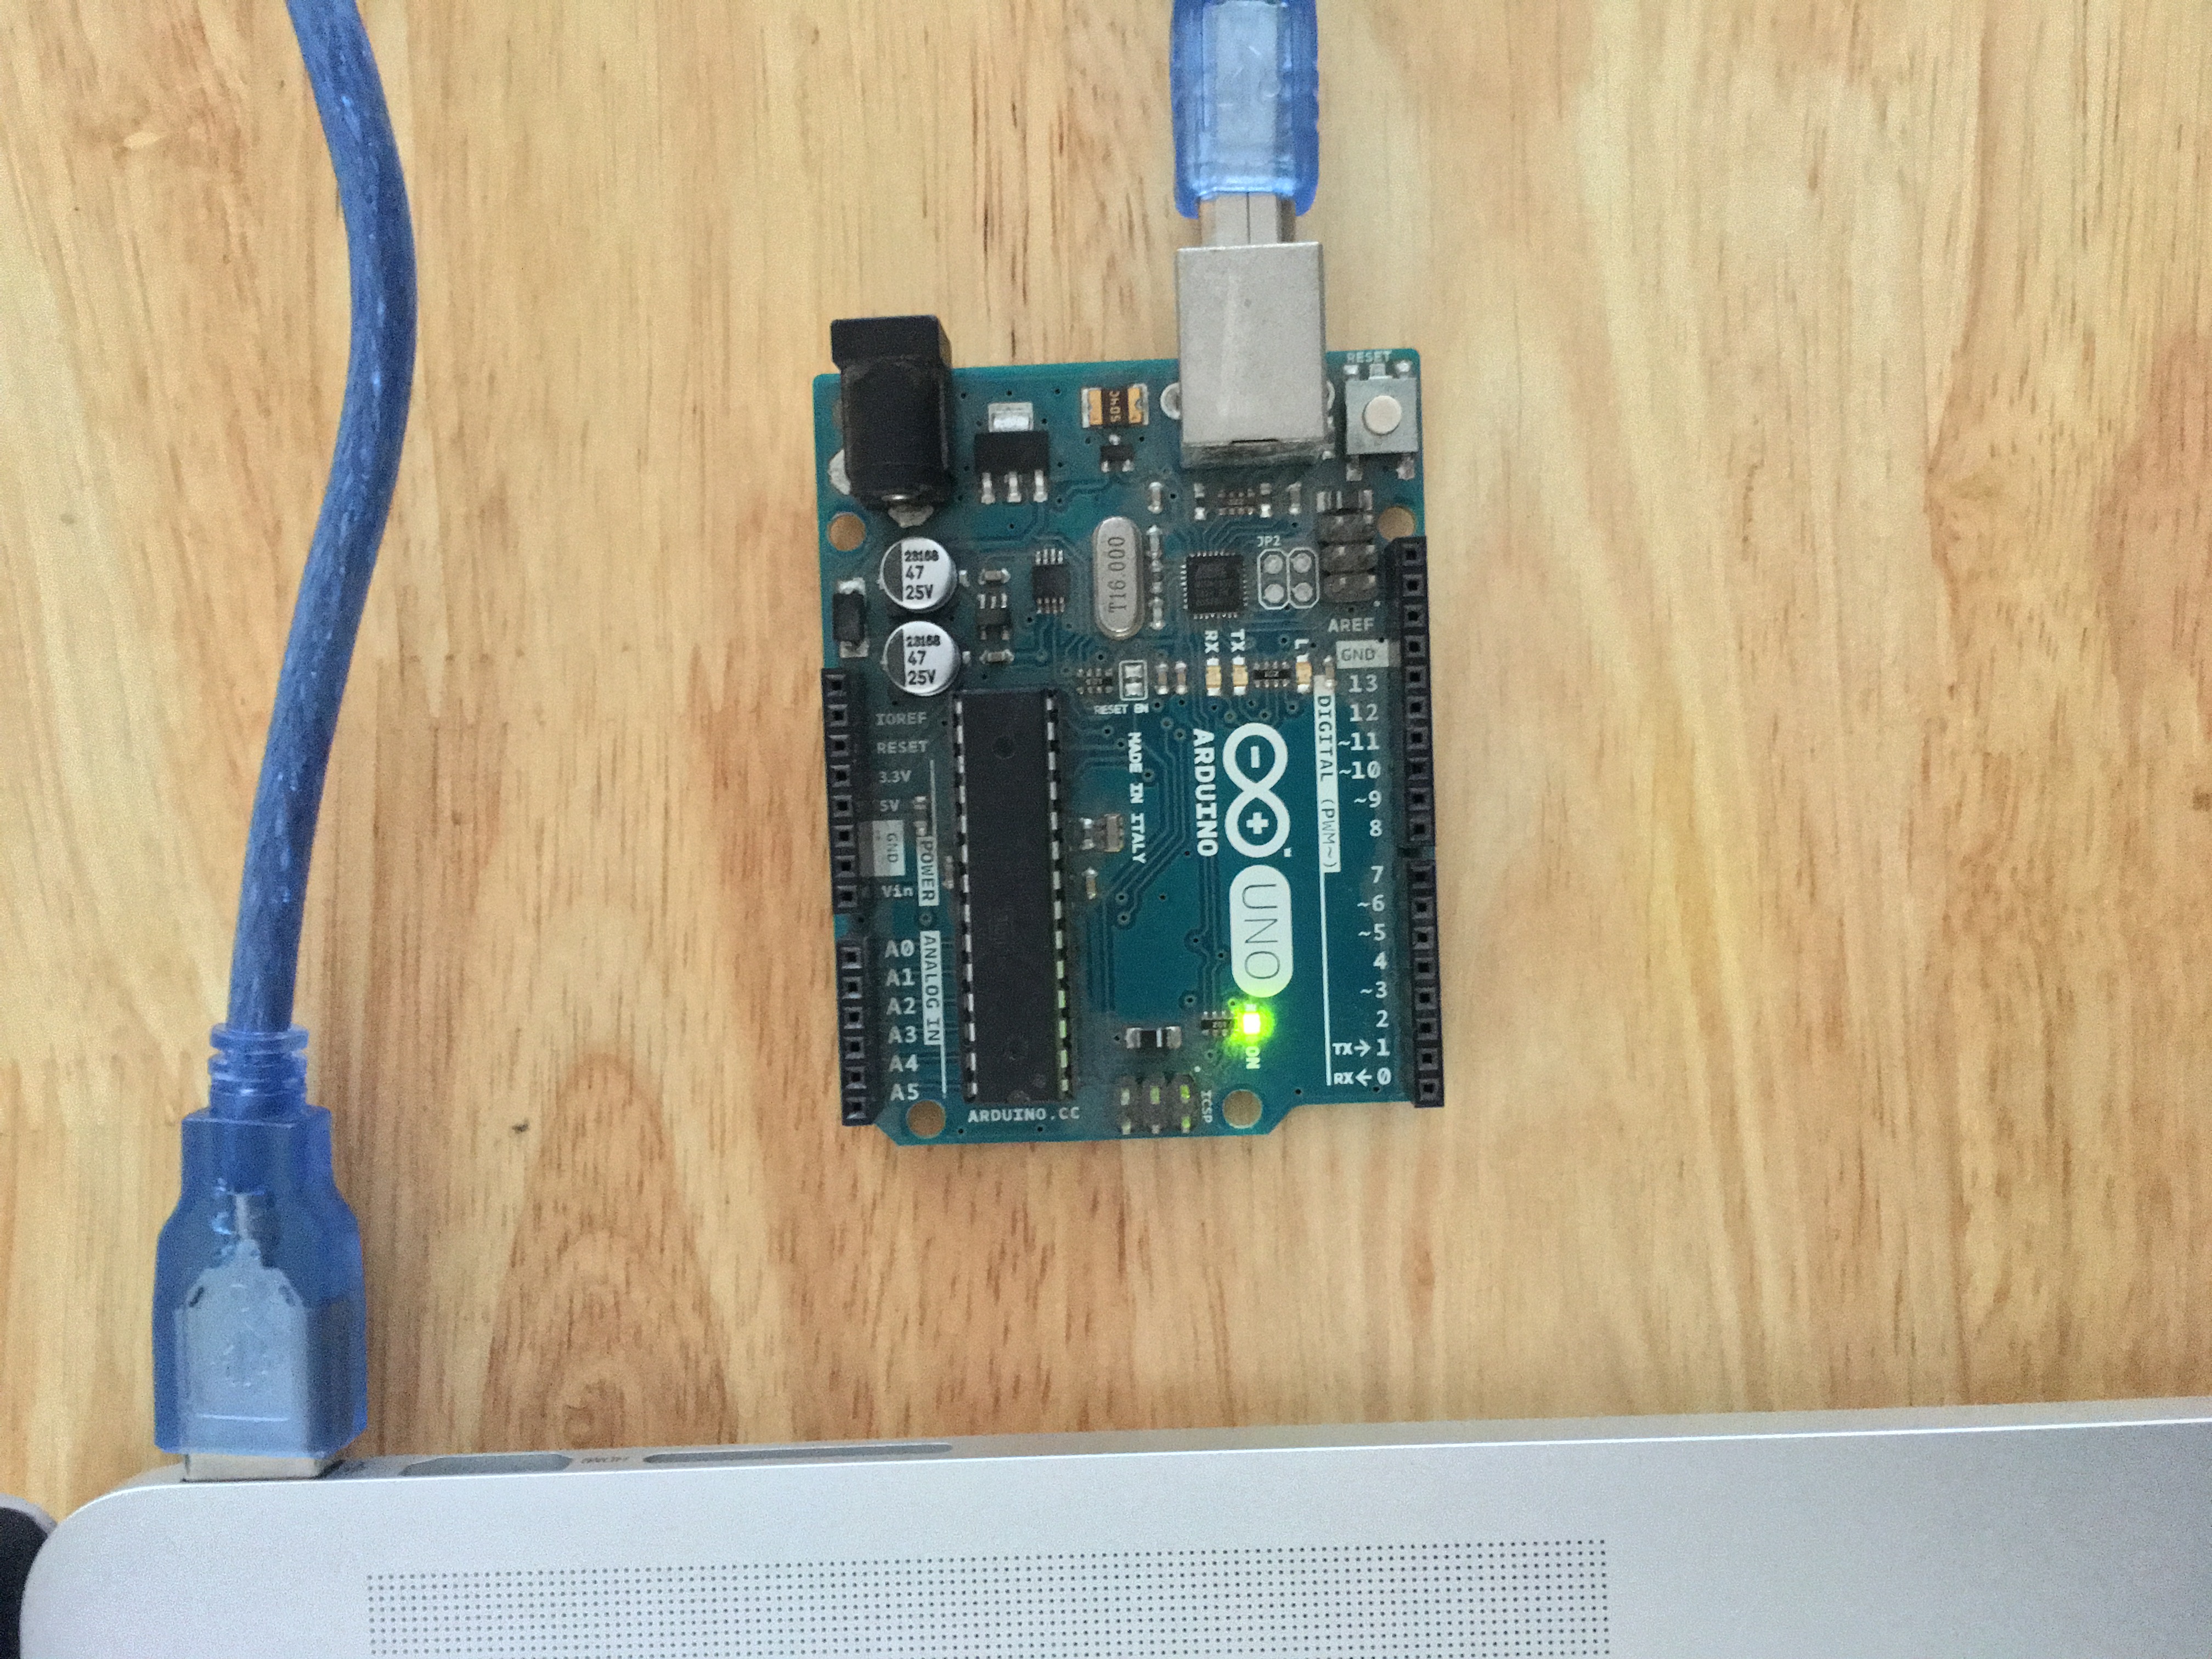 A5
A4
A3
A2
A1
A0
Vin
GND
5V
3.3V
RESET
IOREF
ANALOG IN
POWER
28168
47
25V
28168
47
25V
ARDUINO.CC
RESET EN
T16.000
504C
MADE IN ITALY
ICSP
ON
UNO
ARDUINO
RX
TX
L
JP2
DIGITAL (PWM~)
RX←0
TX→1
2
~3
4
~5
~6
7
8
~9
~10
~11
12
13
GND
AREF
RESET